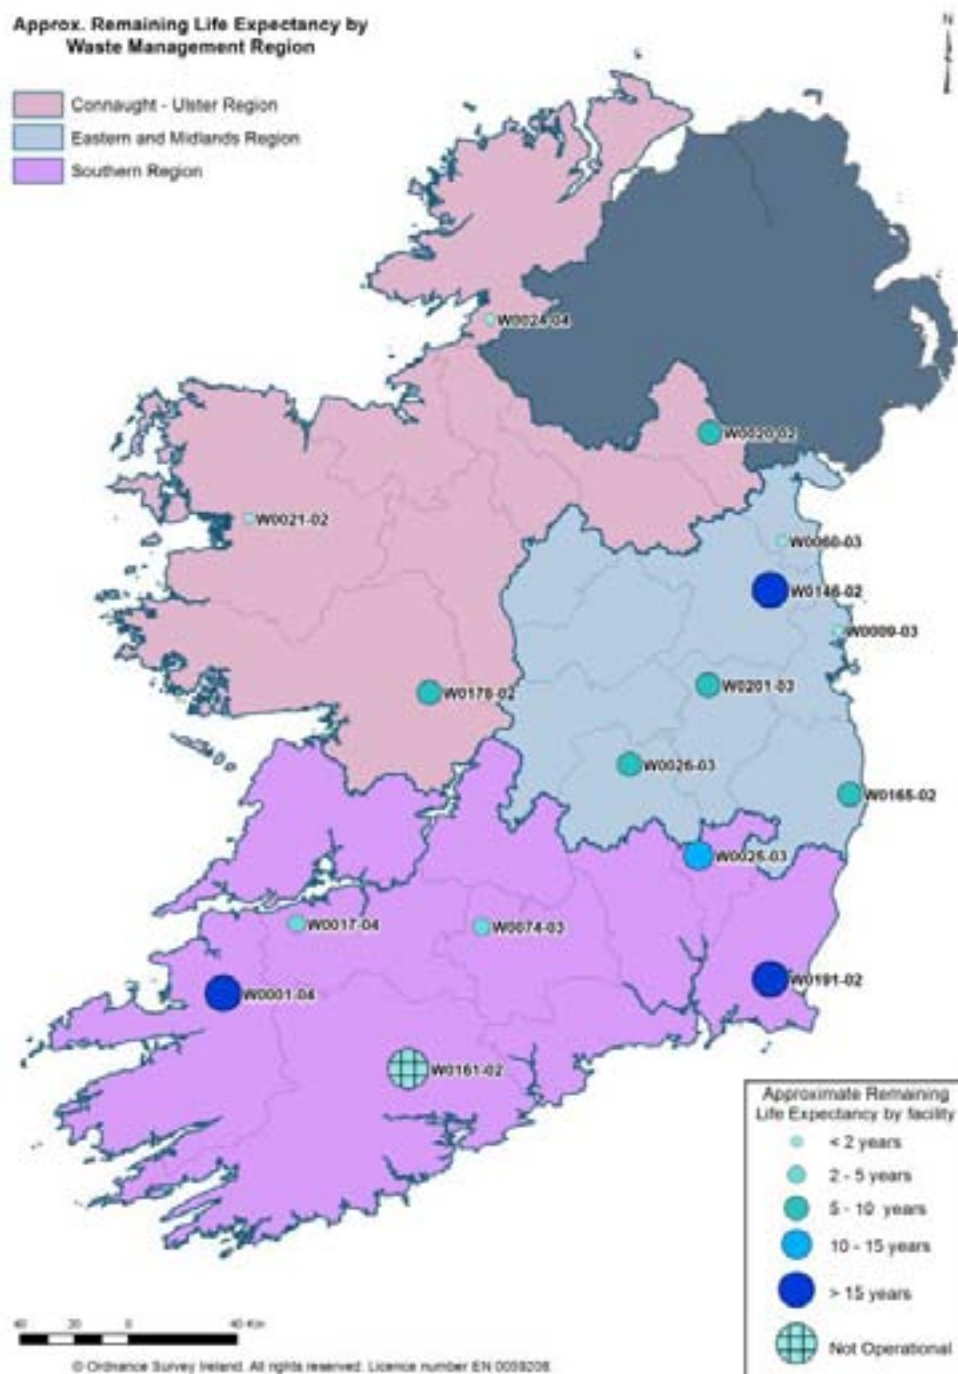 Approx. Remaining Life Expectancy by
Waste Management Region
N
Connaught - Ulster Region
Eastern and Midlands Region
Southern Region
W0024-04
W0020-02
W0021-02
W0060-03
W0146-02
W0009-03
W0178-02
W0201-03
W0026-03
W0165-02
W0025-03
W0017-04
W0074-03
W0001-04
W0191-02
W0161-02
Approximate Remaining
Life Expectancy by facility
< 2 years
2 - 5 years
5 - 10 years
10 - 15 years
> 15 years
Not Operational
40 20 0 40 Km
© Ordnance Survey Ireland. All rights reserved. Licence number EN 0059208